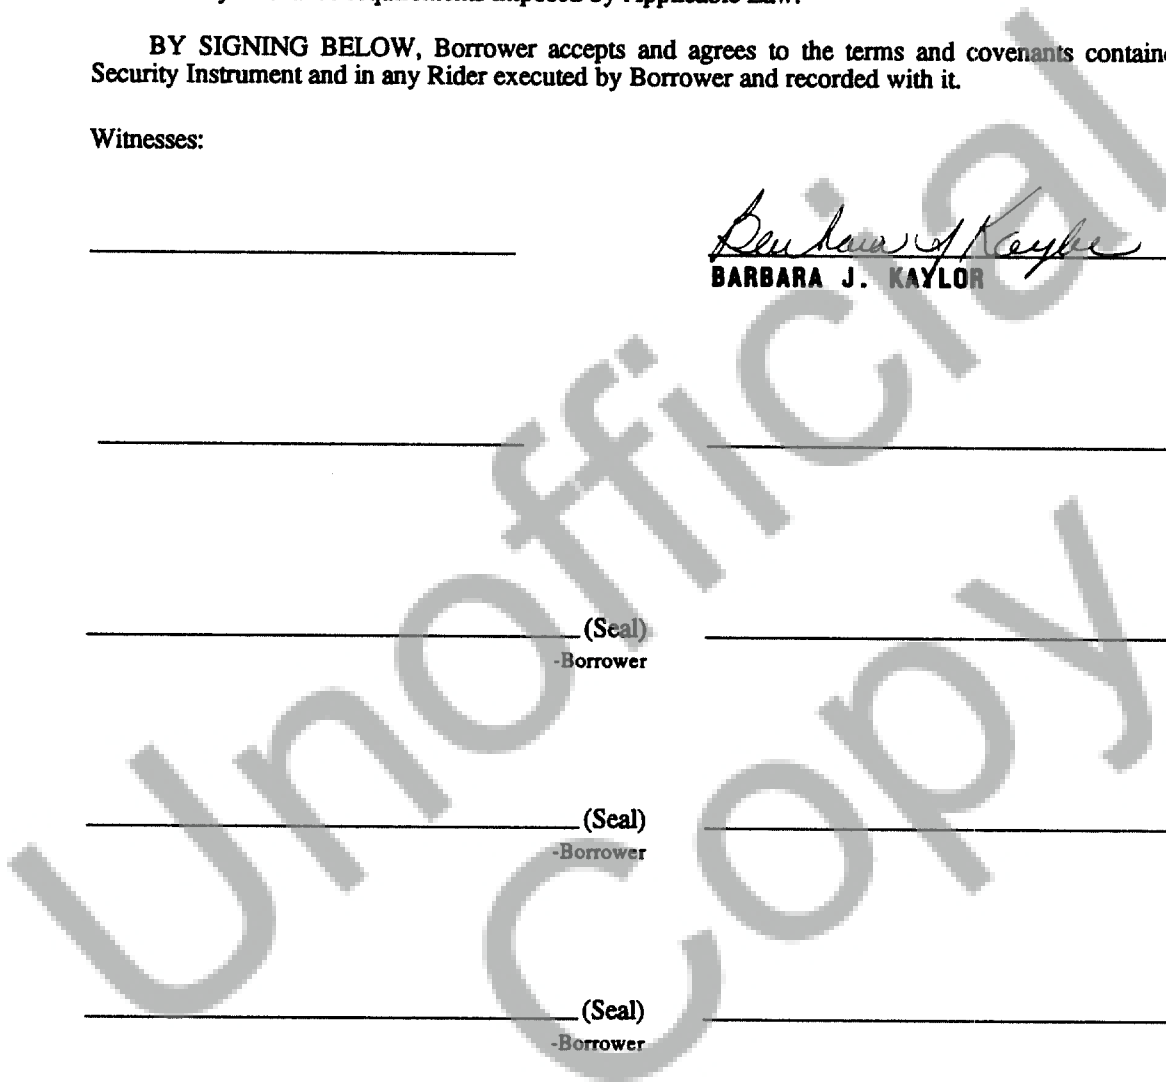 BY SIGNING BELOW, Borrower accepts and agrees to the terms and covenants containe
Security Instrument and in any Rider executed by Borrower and recorded with it.
Witnesses:
Barbara J Kaylor
BARBARA J. KAYLOR
(Seal)
-Borrower
(Seal)
-Borrower
(Seal)
-Borrower
Unofficial
Copy